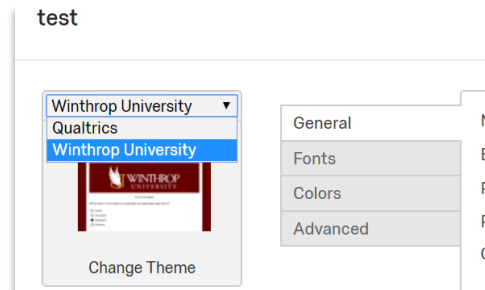 test
Winthrop University
Qualtrics
Winthrop University
WINTHROP
UNIVERSITY
Change Theme
General
Fonts
Colors
Advanced